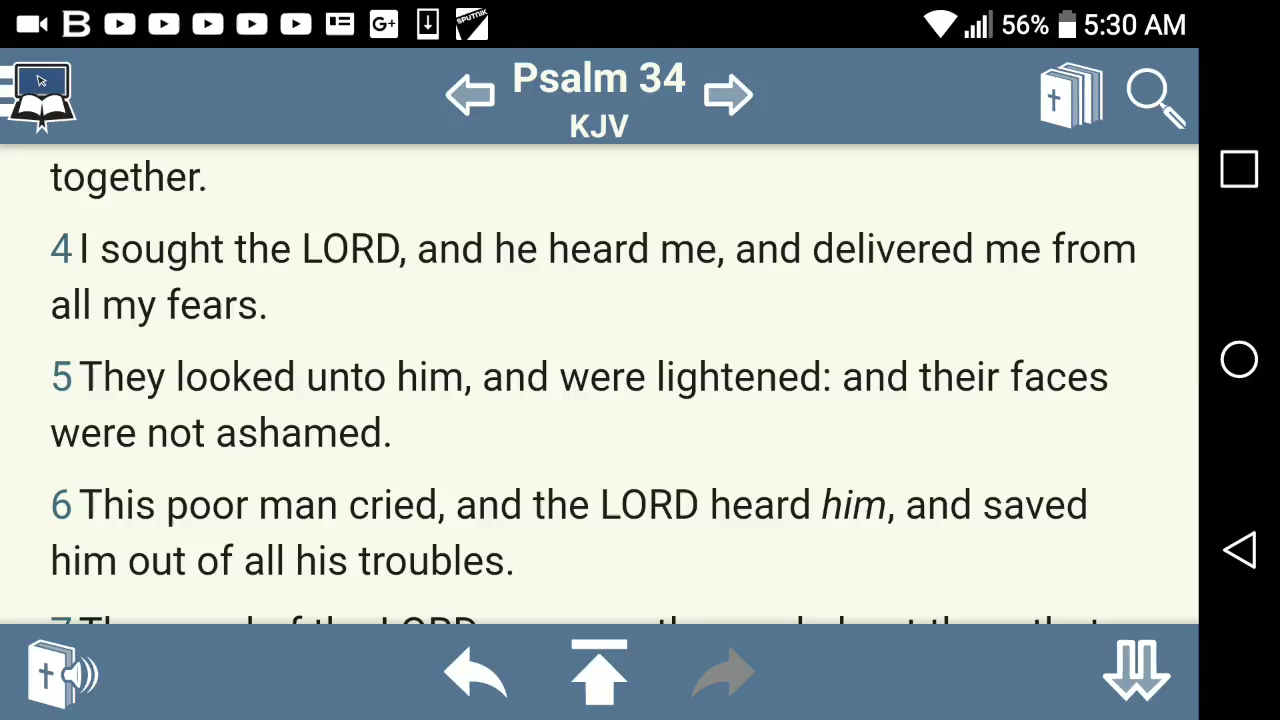 B G+ SPUTNIK 56% 5:30 AM
Psalm 34
KJV
together.
4 I sought the LORD, and he heard me, and delivered me from
all my fears.
5 They looked unto him, and were lightened: and their faces
were not ashamed.
6 This poor man cried, and the LORD heard him, and saved
him out of all his troubles.